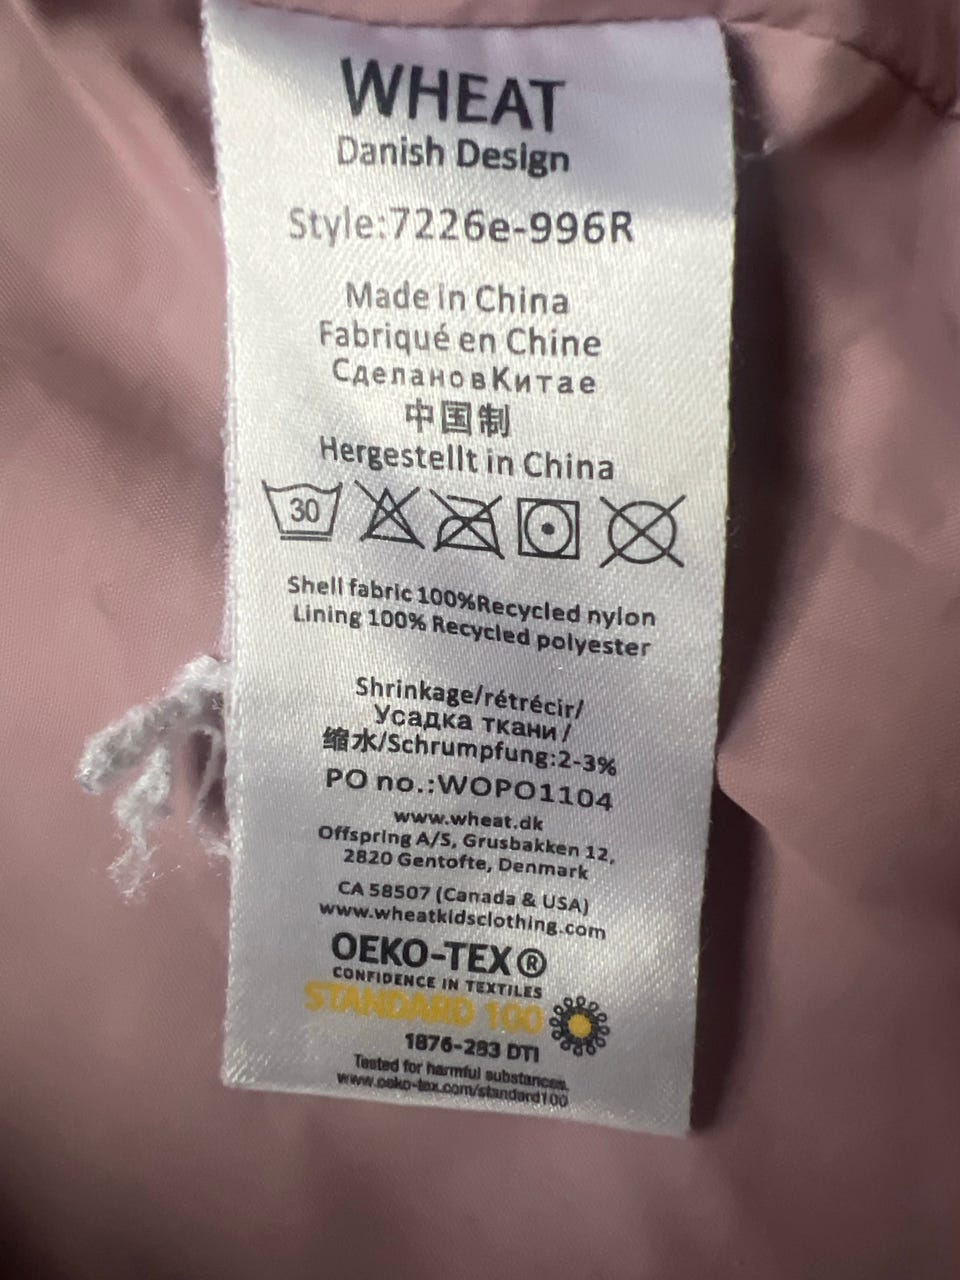 WHEAT
Danish Design
Style:7226e-996R
Made in China
Fabriqué en Chine
СделановКитае
中国制
Hergestellt in China
30
Shell fabric 100%Recycled nylon
Lining 100% Recycled polyester
Shrinkage/rétrécir/
Усадка ткани/
缩水/Schrumpfung:2-3%
PO no.:WOPO1104
www.wheat.dk
Offspring A/S, Grusbakken 12,
2820 Gentofte, Denmark
CA 58507 (Canada & USA)
www.wheatkidsclothing.com
OEKO-TEX®
CONFIDENCE IN TEXTILES
STANDARD 100
1876-283 DTI
Tested for harmful substances.
www.oeko-tex.com/standard100